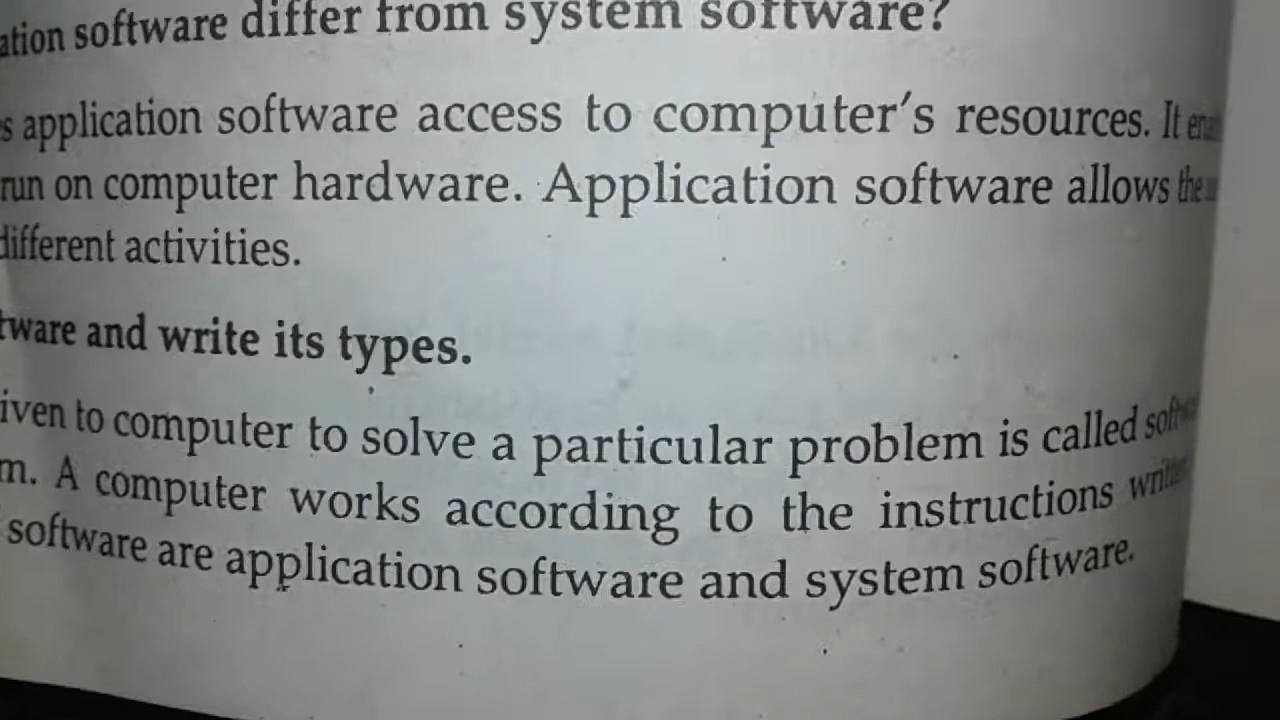 ation software differ from system software?
s application software access to computer's resources. It
run on computer hardware. Application software allows the
different activities.
tware and write its types.
iven to computer to solve a particular problem is called
m. A computer works according to the instructions
software are application software and system software.